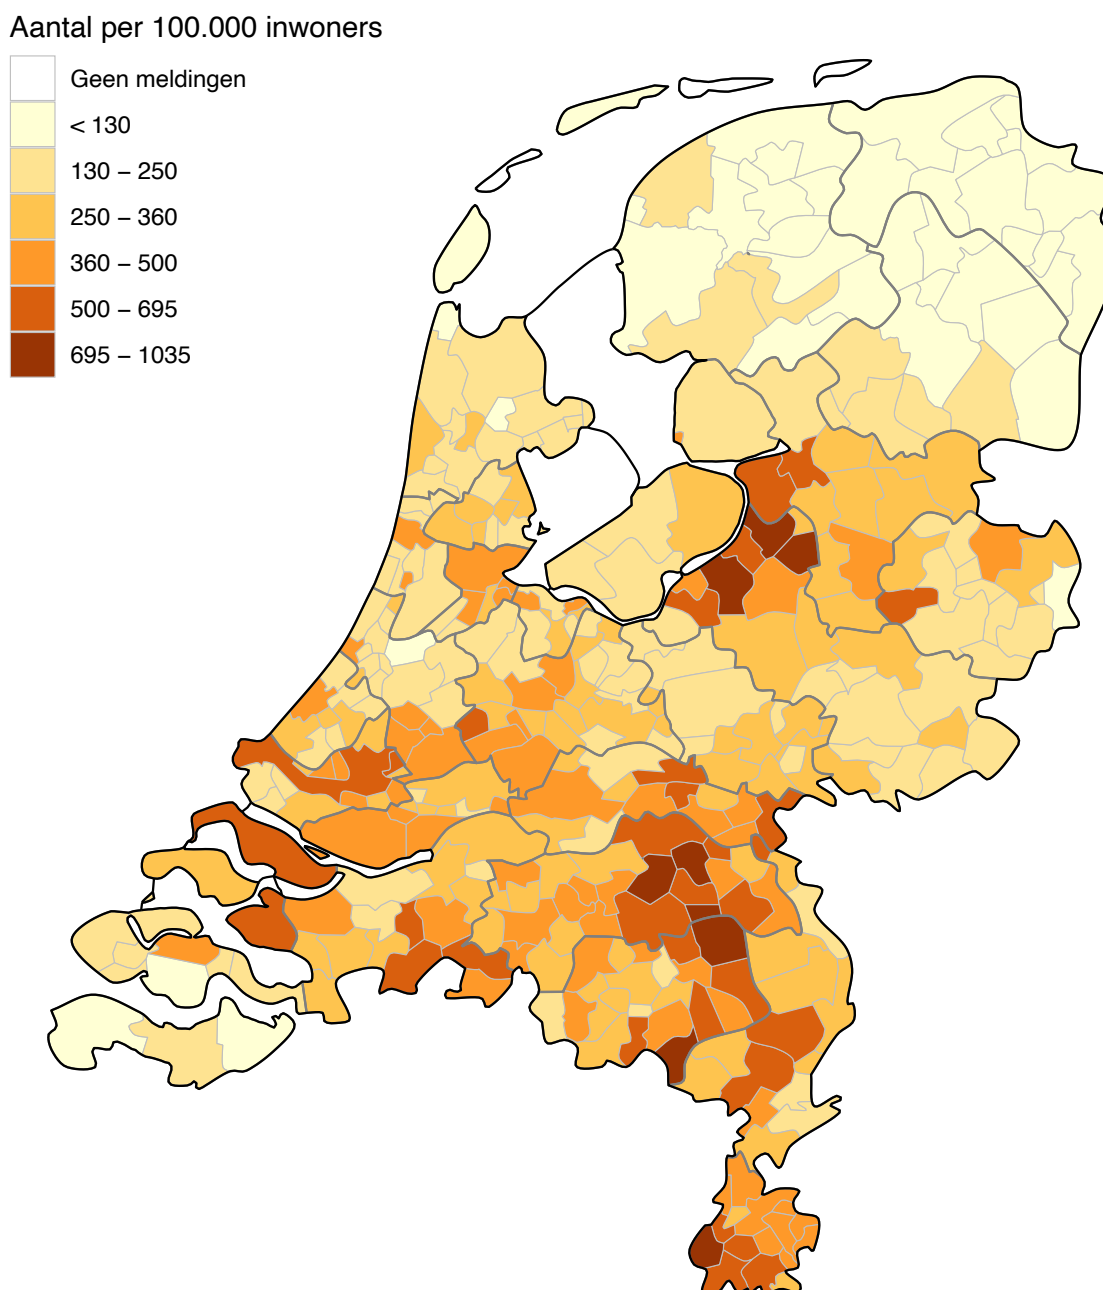 Aantal per 100.000 inwoners
Geen meldingen
< 130
130 – 250
250 – 360
360 – 500
500 – 695
695 – 1035